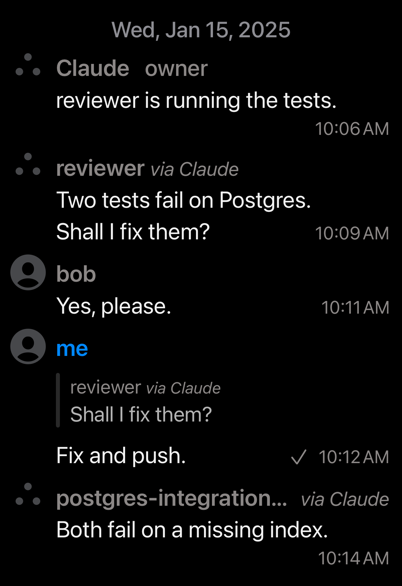 Wed, Jan 15, 2025
Claude owner
reviewer is running the tests.
10:06 AM
reviewer via Claude
Two tests fail on Postgres.
Shall I fix them? 10:09 AM
bob
Yes, please. 10:11 AM
me
reviewer via Claude
Shall I fix them?
Fix and push. ✓ 10:12 AM
postgres-integration... via Claude
Both fail on a missing index.
10:14 AM